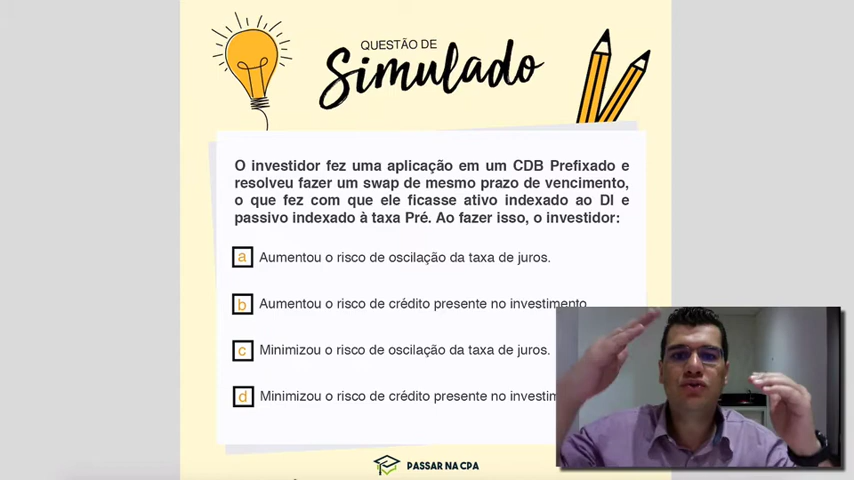 QUESTÃO DE
Simulado
O investidor fez uma aplicação em um CDB Prefixado e
resolveu fazer um swap de mesmo prazo de vencimento,
o que fez com que ele ficasse ativo indexado ao DI e
passivo indexado à taxa Pré. Ao fazer isso, o investidor:
a Aumentou o risco de oscilação da taxa de juros.
b Aumentou o risco de crédito presente no investimento
c Minimizou o risco de oscilação da taxa de juros.
d Minimizou o risco de crédito presente no
PASSAR NA CPA